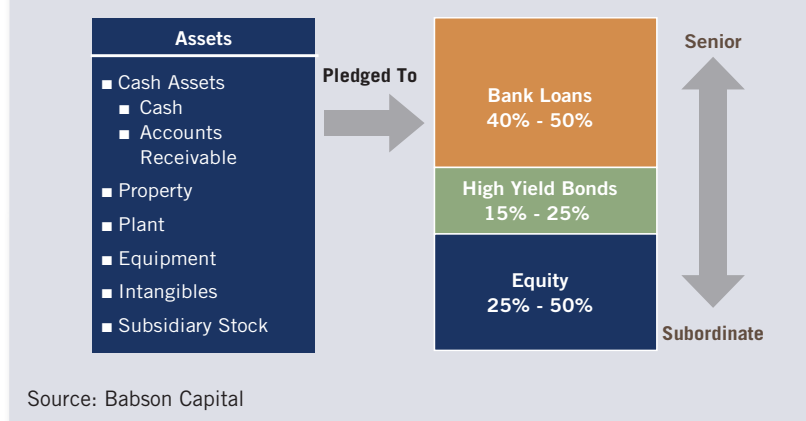 Assets
■ Cash Assets
■ Cash
■ Accounts
Receivable
■ Property
■ Plant
■ Equipment
■ Intangibles
■ Subsidiary Stock
Pledged To
Bank Loans
40% - 50%
High Yield Bonds
15% - 25%
Equity
25% - 50%
Senior
Subordinate
Source: Babson Capital